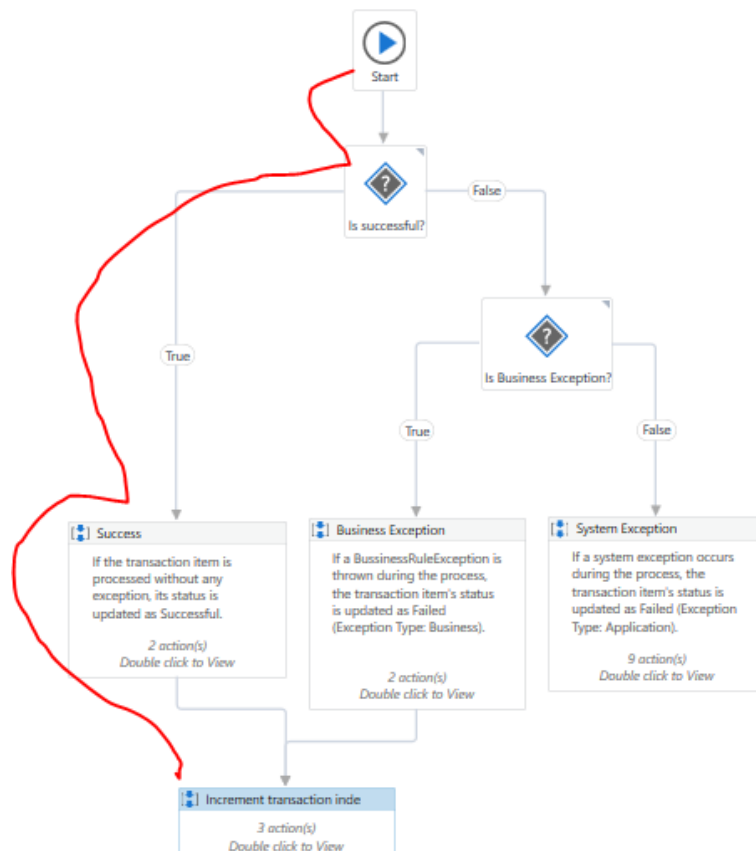 Start
Is successful?
False
Is Business Exception?
True
True
False
Success
If the transaction item is
processed without any
exception, its status is
updated as Successful.
2 action(s)
Double click to View
Business Exception
If a BussinessRuleException is
thrown during the process,
the transaction item's status
is updated as Failed
(Exception Type: Business).
2 action(s)
Double click to View
System Exception
If a system exception occurs
during the process, the
transaction item's status is
updated as Failed (Exception
Type: Application).
9 action(s)
Double click to View
Increment transaction inde
3 action(s)
Double click to View